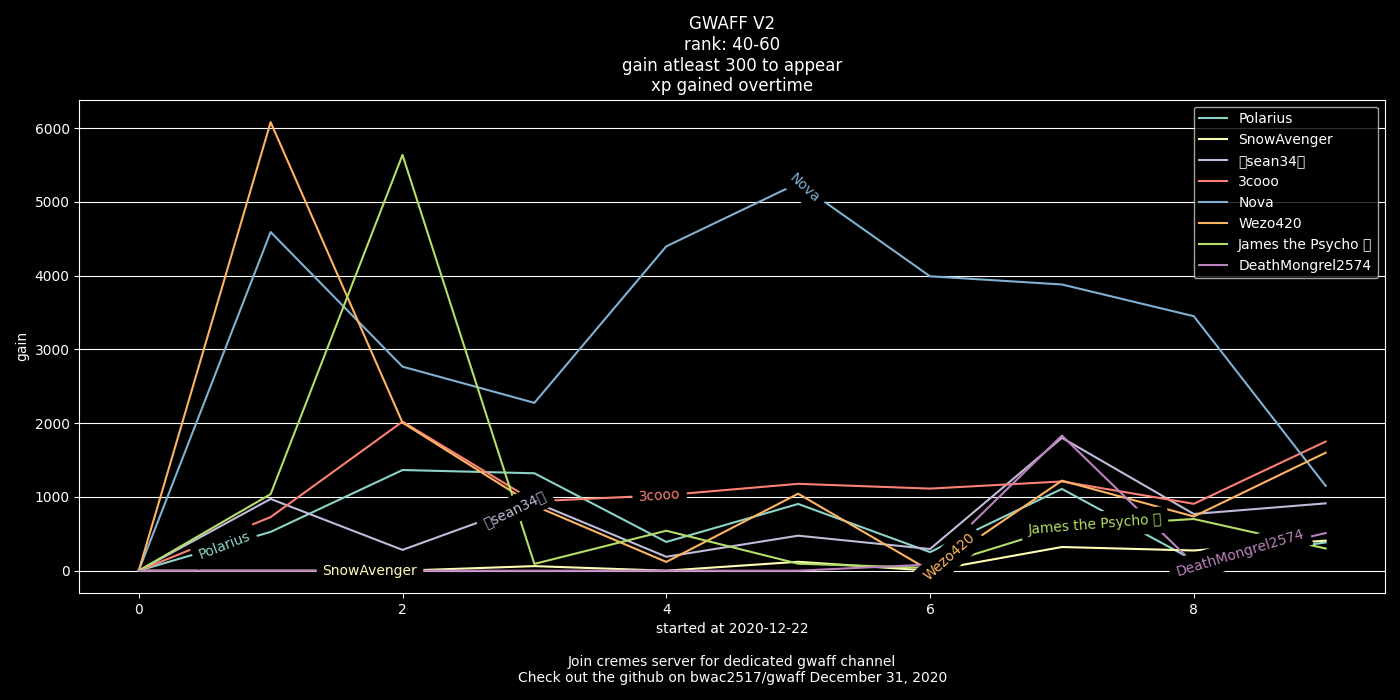 GWAFF V2
rank: 40-60
gain atleast 300 to appear
xp gained overtime
6000
5000
4000
3000
2000
1000
0
gain
Polarius
SnowAvenger
sean34
3cooo
Nova
Wezo420
James the Psycho
DeathMongrel2574
Nova
3cooo
sean34
Polarius
SnowAvenger
Wezo420
James the Psycho
DeathMongrel2574
0 2 4 6 8
started at 2020-12-22
Join cremes server for dedicated gwaff channel
Check out the github on bwac2517/gwaff December 31, 2020